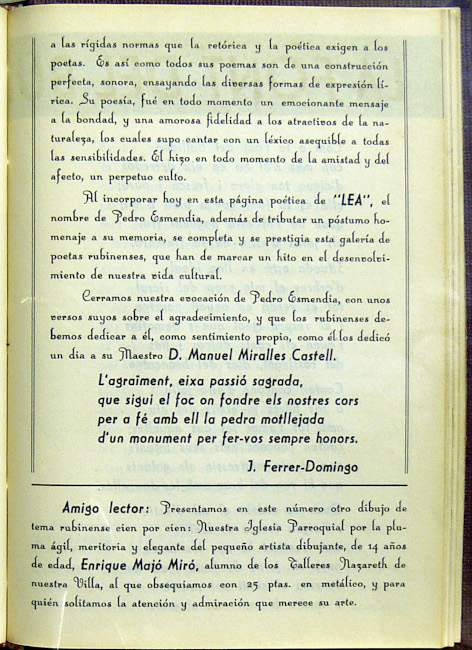 a las rígidas normas que la retórica y la poética exigen a los
poetas. Es así como todos sus poemas son de una construcción
perfecta, sonora, ensayando las diversas formas de expresión lí-
rica. Su poesía, fué en todo momento un emocionante mensaje
a la bondad, y una amorosa fidelidad a los atractivos de la na-
turaleza, los cuales supo cantar con un léxico asequible a todas
las sensibilidades. El hizo en todo momento de la amistad y del
afecto, un perpetuo culto.
Al incorporar hoy en esta página poética de "LEA", el
nombre de Pedro Esmendia, además de tributar un póstumo ho-
menaje a su memoria, se completa y se prestigia esta galería de
poetas rubinenses, que han de marcar un hito en el desenvolvi-
miento de nuestra vida cultural.
Cerramos nuestra evocación de Pedro Esmendia, con unos
versos suyos sobre el agradecimiento, y que los rubinenses de-
bemos dedicar a él, como sentimiento propio, como él los dedicó
un día a su Maestro D. Manuel Miralles Castell.
L'agraïment, eixa passió sagrada,
que sigui el foc on fondre els nostres cors
per a fé amb ell la pedra motllejada
d'un monument per fer-vos sempre honors.
J. Ferrer-Domingo
Amigo lector: Presentamos en este número otro dibujo de
tema rubinense cien por cien: Nuestra Iglesia Parroquial por la plu-
ma ágil, meritoria y elegante del pequeño artista dibujante, de 14 años
de edad, Enrique Majó Miró, alumno de los Talleres Nazareth de
nuestra Villa, al que obsequiamos con 25 ptas. en metálico, y para
quién solitamos la atención y admiración que merece su arte.